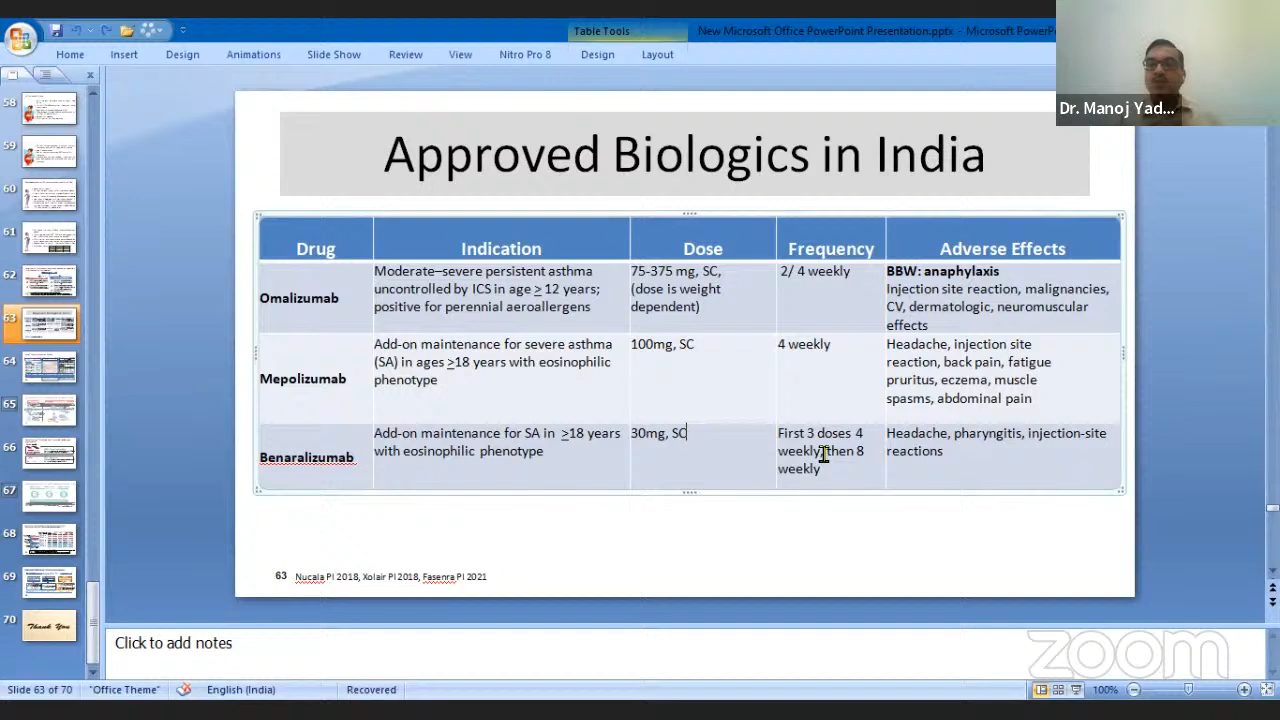 Table Tools
New Microsoft Office PowerPoint Presentation.pptx - Microsoft
Home Insert Design Animations Slide Show Review View Nitro Pro 8 Design Layout
Dr. Manoj Yad...
58
59
60
61
62
63
64
65
66
67
68
69
70
Thank You
Approved Biologics in India
Drug Indication Dose Frequency Adverse Effects
Omalizumab
Moderate–severe persistent asthma
uncontrolled by ICS in age > 12 years;
positive for perennial aeroallergens
75-375 mg, SC,
(dose is weight
dependent)
2/ 4 weekly
BBW: anaphylaxis
Injection site reaction, malignancies,
CV, dermatologic, neuromuscular
effects
Mepolizumab
Add-on maintenance for severe asthma
(SA) in ages >18 years with eosinophilic
phenotype
100mg, SC
4 weekly
Headache, injection site
reaction, back pain, fatigue
pruritus, eczema, muscle
spasms, abdominal pain
Benaralizumab
Add-on maintenance for SA in >18 years
with eosinophilic phenotype
30mg, SC
First 3 doses 4
weekly, then 8
weekly
Headache, pharyngitis, injection-site
reactions
63 Nucala PI 2018, Xolair PI 2018, Fasenra PI 2021
Click to add notes
zoom
Slide 63 of 70 "Office Theme" English (India) Recovered 100%